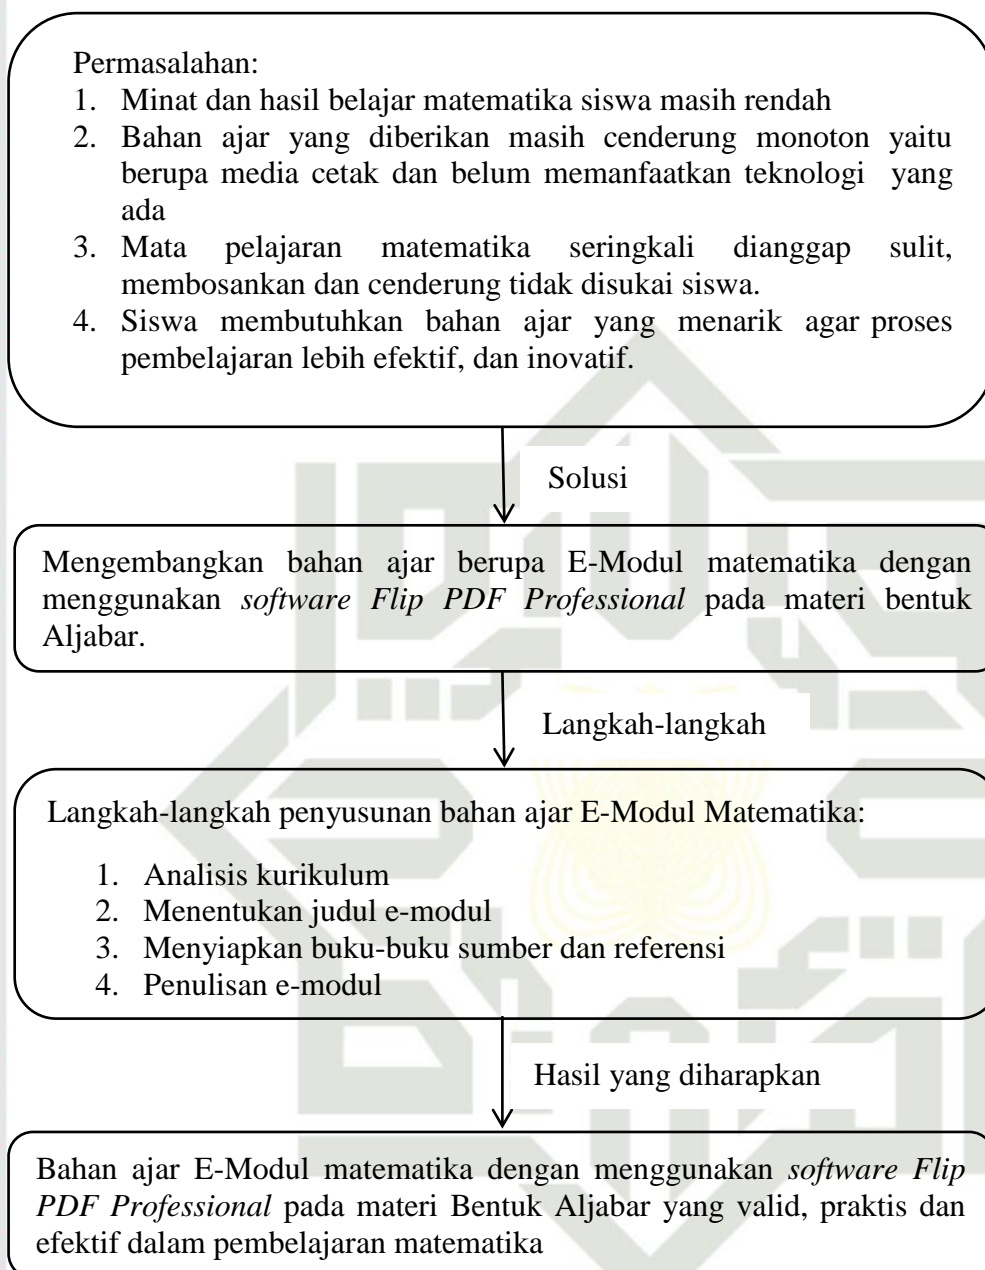 Permasalahan:
1. Minat dan hasil belajar matematika siswa masih rendah
2. Bahan ajar yang diberikan masih cenderung monoton yaitu
berupa media cetak dan belum memanfaatkan teknologi yang
ada
3. Mata pelajaran matematika seringkali dianggap sulit,
membosankan dan cenderung tidak disukai siswa.
4. Siswa membutuhkan bahan ajar yang menarik agar proses
pembelajaran lebih efektif, dan inovatif.
Solusi
Mengembangkan bahan ajar berupa E-Modul matematika dengan
menggunakan software Flip PDF Professional pada materi bentuk
Aljabar.
Langkah-langkah
Langkah-langkah penyusunan bahan ajar E-Modul Matematika:
1. Analisis kurikulum
2. Menentukan judul e-modul
3. Menyiapkan buku-buku sumber dan referensi
4. Penulisan e-modul
Hasil yang diharapkan
Bahan ajar E-Modul matematika dengan menggunakan software Flip
PDF Professional pada materi Bentuk Aljabar yang valid, praktis dan
efektif dalam pembelajaran matematika